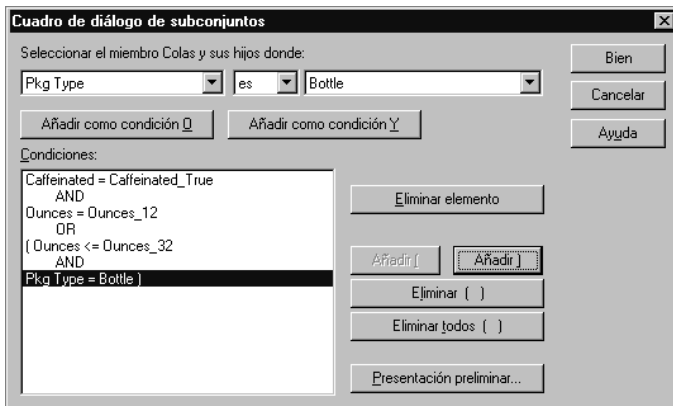 Cuadro de diálogo de subconjuntos
Seleccionar el miembro Colas y sus hijos donde:
Pkg Type es Bottle
Bien
Cancelar
Ayuda
Añadir como condición O Añadir como condición Y
Condiciones:
Caffeinated = Caffeinated_True
AND
Ounces = Ounces_12
OR
( Ounces <= Ounces_32
AND
Pkg Type = Bottle )
Eliminar elemento
Añadir ( Añadir )
Eliminar ( )
Eliminar todos ( )
Presentación preliminar...